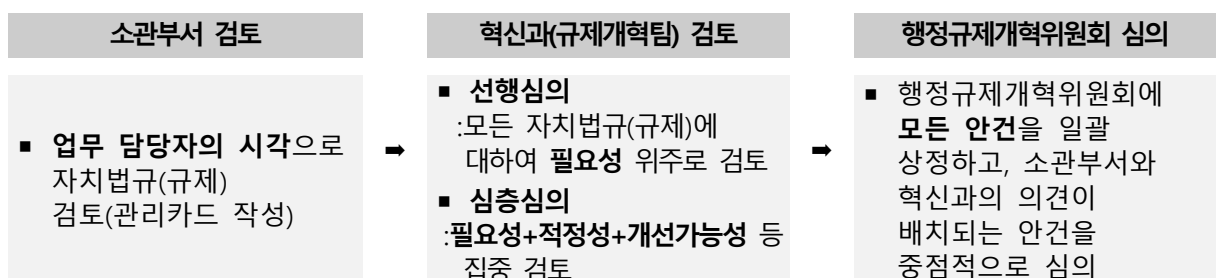 소관부서 검토
업무 담당자의 시각으로
자치법규(규제)
검토(관리카드 작성)
혁신과(규제개혁팀) 검토
선행심의
:모든 자치법규(규제)에
대하여 필요성 위주로 검토
심층심의
:필요성+적정성+개선가능성 등
집중 검토
행정규제개혁위원회 심의
행정규제개혁위원회에
모든 안건을 일괄
상정하고, 소관부서와
혁신과의 의견이
배치되는 안건을
중점적으로 심의